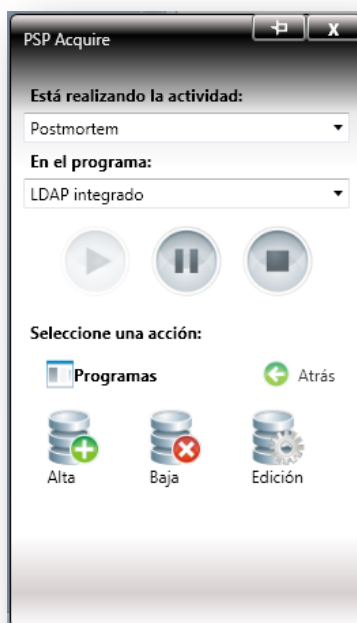 PSP Acquire
x
Está realizando la actividad:
Postmortem
En el programa:
LDAP integrado
Seleccione una acción:
Programas Atrás
Alta Baja Edición